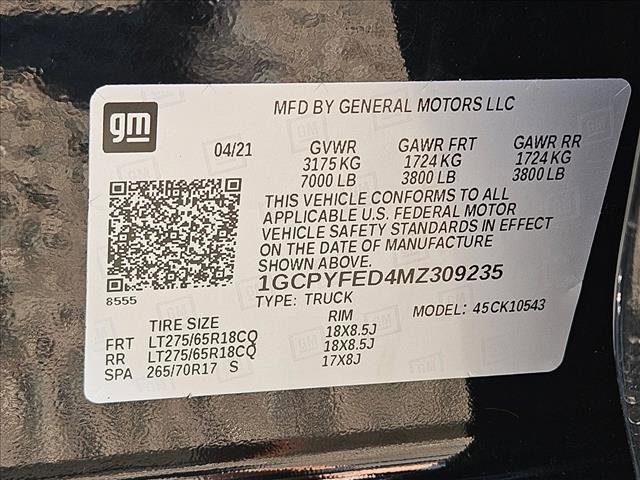 gm
MFD BY GENERAL MOTORS LLC
04/21 GVWR GAWR FRT GAWR RR
3175 KG 1724 KG 1724 KG
7000 LB 3800 LB 3800 LB
THIS VEHICLE CONFORMS TO ALL
APPLICABLE U.S. FEDERAL MOTOR
VEHICLE SAFETY STANDARDS IN EFFECT
ON THE DATE OF MANUFACTURE
SHOWN ABOVE.
8555
1GCPYFED4MZ309235
TYPE: TRUCK MODEL: 45CK10543
TIRE SIZE RIM
FRT LT275/65R18CQ 18X8.5J
RR LT275/65R18CQ 18X8.5J
SPA 265/70R17 S 17X8J